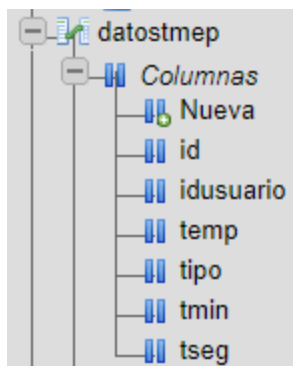 datostmep
Columnas
Nueva
id
idusuario
temp
tipo
tmin
tseg